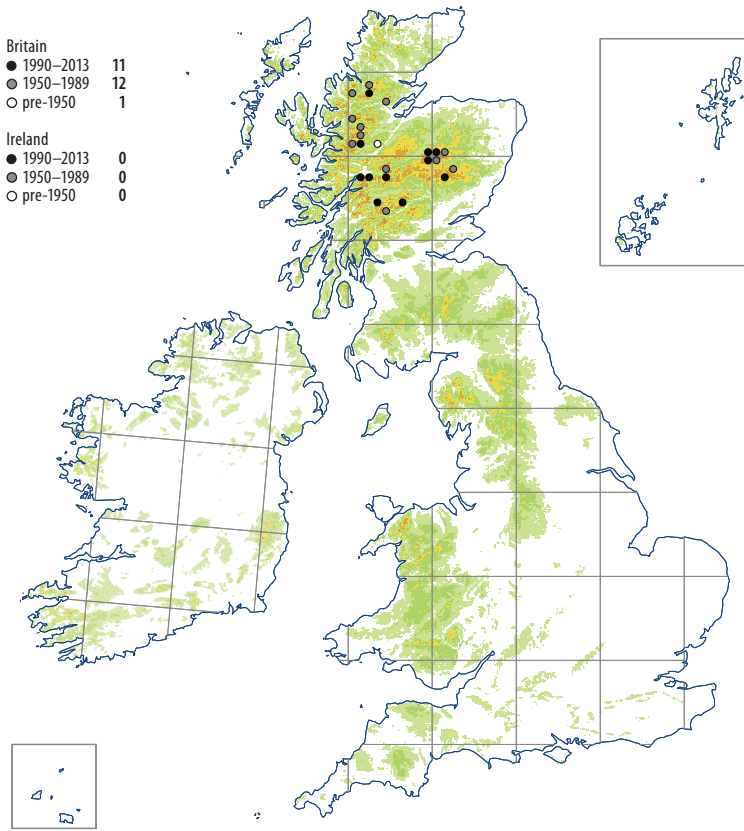 Britain
● 1990–2013 11
● 1950–1989 12
○ pre-1950 1
Ireland
● 1990–2013 0
● 1950–1989 0
○ pre-1950 0